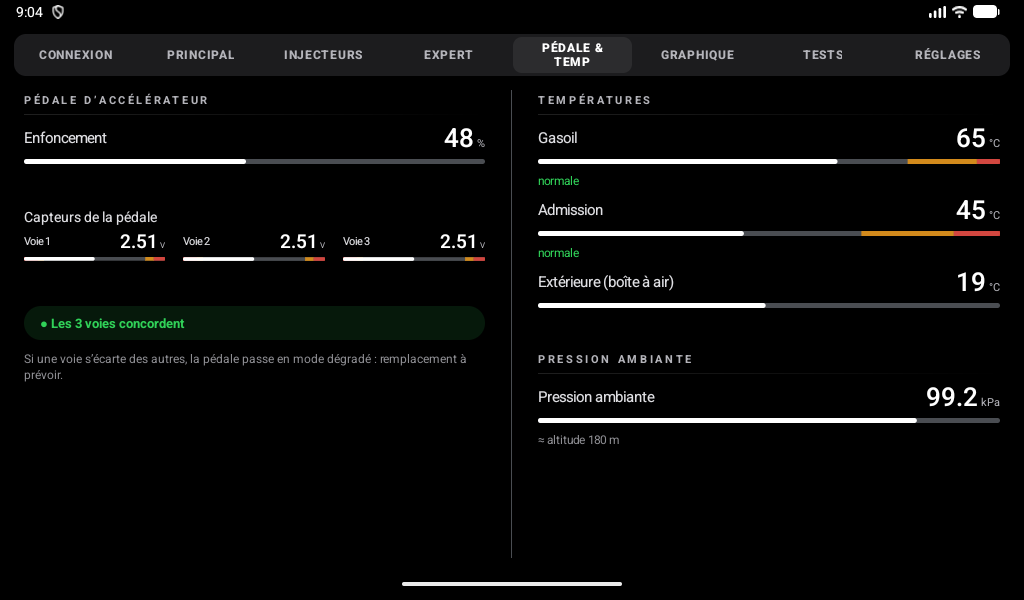 9:04
CONNEXION
PRINCIPAL
INJECTEURS
EXPERT
PÉDALE &
TEMP
GRAPHIQUE
TESTS
RÉGLAGES
PÉDALE D'ACCÉLÉRATEUR
Enfoncement 48 %
Capteurs de la pédale
Voie 1 2.51 V
Voie 2 2.51 V
Voie 3 2.51 V
● Les 3 voies concordent
Si une voie s'écarte des autres, la pédale passe en mode dégradé : remplacement à
prévoir.
TEMPÉRATURES
Gasoil 65 °C
normale
Admission 45 °C
normale
Extérieure (boîte à air) 19 °C
PRESSION AMBIANTE
Pression ambiante 99.2 kPa
≈ altitude 180 m